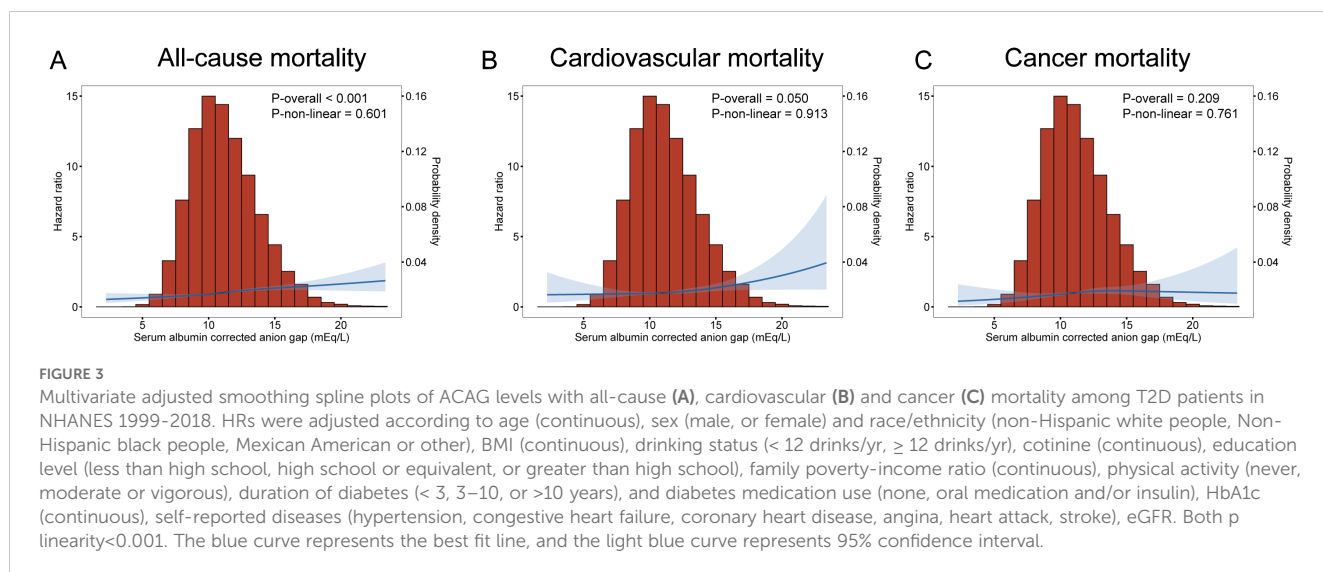 A All-cause mortality
P-overall < 0.001
P-non-linear = 0.601
15
10
5
0
Hazard ratio
0.16
0.12
0.08
0.04
Probability density
5 10 15 20
Serum albumin corrected anion gap (mEq/L)
B Cardiovascular mortality
P-overall = 0.050
P-non-linear = 0.913
15
10
5
0
Hazard ratio
0.16
0.12
0.08
0.04
Probability density
5 10 15 20
Serum albumin corrected anion gap (mEq/L)
C Cancer mortality
P-overall = 0.209
P-non-linear = 0.761
15
10
5
0
Hazard ratio
0.16
0.12
0.08
0.04
Probability density
5 10 15 20
Serum albumin corrected anion gap (mEq/L)
FIGURE 3
Multivariate adjusted smoothing spline plots of ACAG levels with all-cause (A), cardiovascular (B) and cancer (C) mortality among T2D patients in
NHANES 1999-2018. HRs were adjusted according to age (continuous), sex (male, or female) and race/ethnicity (non-Hispanic white people, Non-
Hispanic black people, Mexican American or other), BMI (continuous), drinking status (< 12 drinks/yr, ≥ 12 drinks/yr), cotinine (continuous), education
level (less than high school, high school or equivalent, or greater than high school), family poverty-income ratio (continuous), physical activity (never,
moderate or vigorous), duration of diabetes (< 3, 3–10, or >10 years), and diabetes medication use (none, oral medication and/or insulin), HbA1c
(continuous), self-reported diseases (hypertension, congestive heart failure, coronary heart disease, angina, heart attack, stroke), eGFR. Both p
linearity<0.001. The blue curve represents the best fit line, and the light blue curve represents 95% confidence interval.